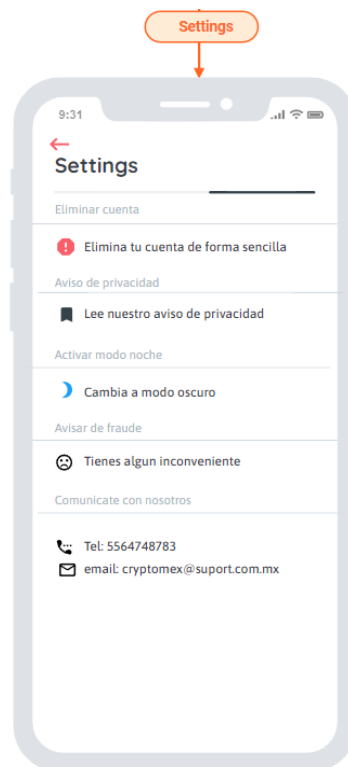 Settings
9:31
Settings
Eliminar cuenta
Elimina tu cuenta de forma sencilla
Aviso de privacidad
Lee nuestro aviso de privacidad
Activar modo noche
Cambia a modo oscuro
Avisar de fraude
Tienes algun inconveniente
Comunicate con nosotros
Tel: 5564748783
email: cryptomex@suport.com.mx